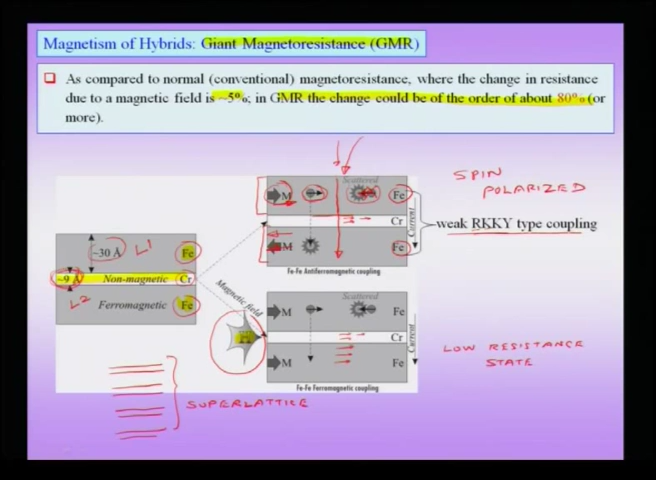 Magnetism of Hybrids: Giant Magnetoresistance (GMR)
As compared to normal (conventional) magnetoresistance, where the change in resistance
due to a magnetic field is ~5%; in GMR the change could be of the order of about 80% (or
more).
SPIN
POLARIZED
Scattered
M
Fe
Cr
M
Fe
Current
Fe-Fe Antiferromagnetic coupling
weak RKKY type coupling
~30 Å
L1
Fe
~9 Å
Non-magnetic
Cr
L2
Ferromagnetic
Fe
Magnetic field
Scattered
M
Fe
Cr
M
Fe
Current
Fe-Fe Ferromagnetic coupling
LOW RESISTANCE
STATE
SUPERLATTICE